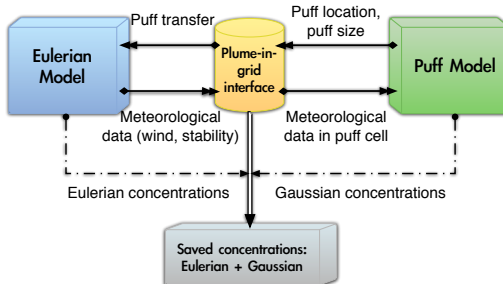 Puff transfer
Puff location,
puff size
Eulerian
Model
Plume-in-
grid
interface
Puff Model
Meteorological
data (wind, stability)
Meteorological
data in puff cell
Eulerian concentrations
Gaussian concentrations
Saved concentrations:
Eulerian + Gaussian